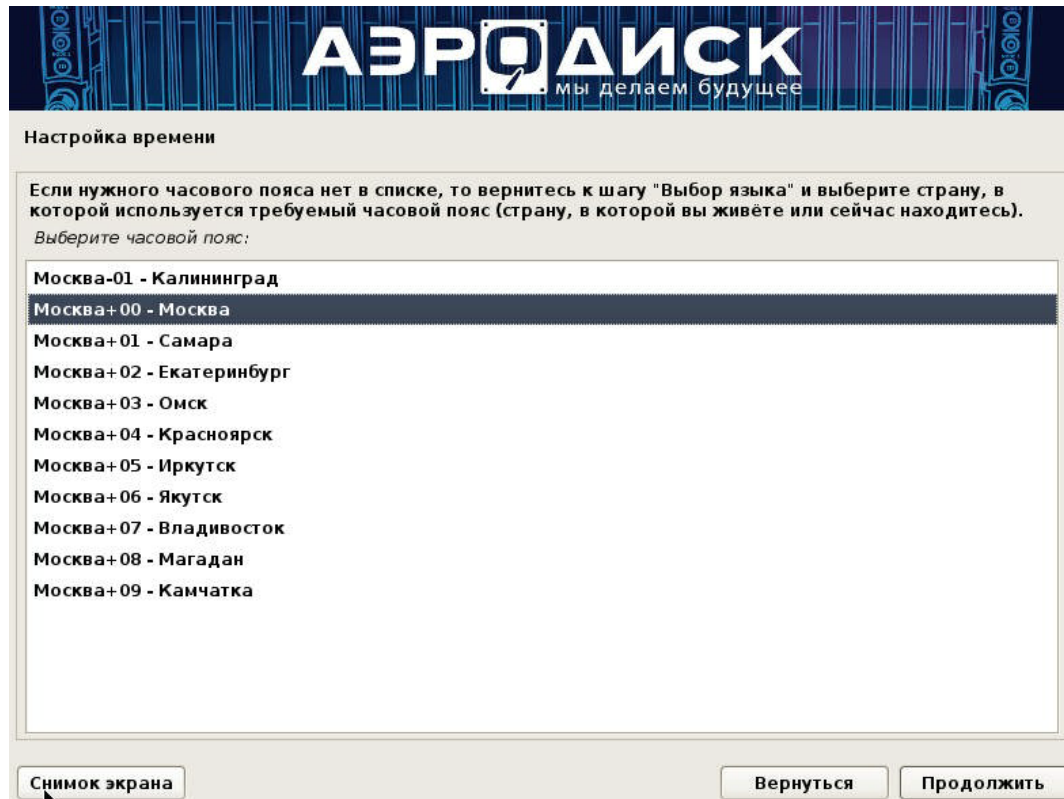 АЭРОДИСК
мы делаем будущее
Настройка времени
Если нужного часового пояса нет в списке, то вернитесь к шагу "Выбор языка" и выберите страну, в
которой используется требуемый часовой пояс (страну, в которой вы живёте или сейчас находитесь).
Выберите часовой пояс:
Москва-01 - Калининград
Москва+00 - Москва
Москва+01 - Самара
Москва+02 - Екатеринбург
Москва+03 - Омск
Москва+04 - Красноярск
Москва+05 - Иркутск
Москва+06 - Якутск
Москва+07 - Владивосток
Москва+08 - Магадан
Москва+09 - Камчатка
Снимок экрана
Вернуться
Продолжить